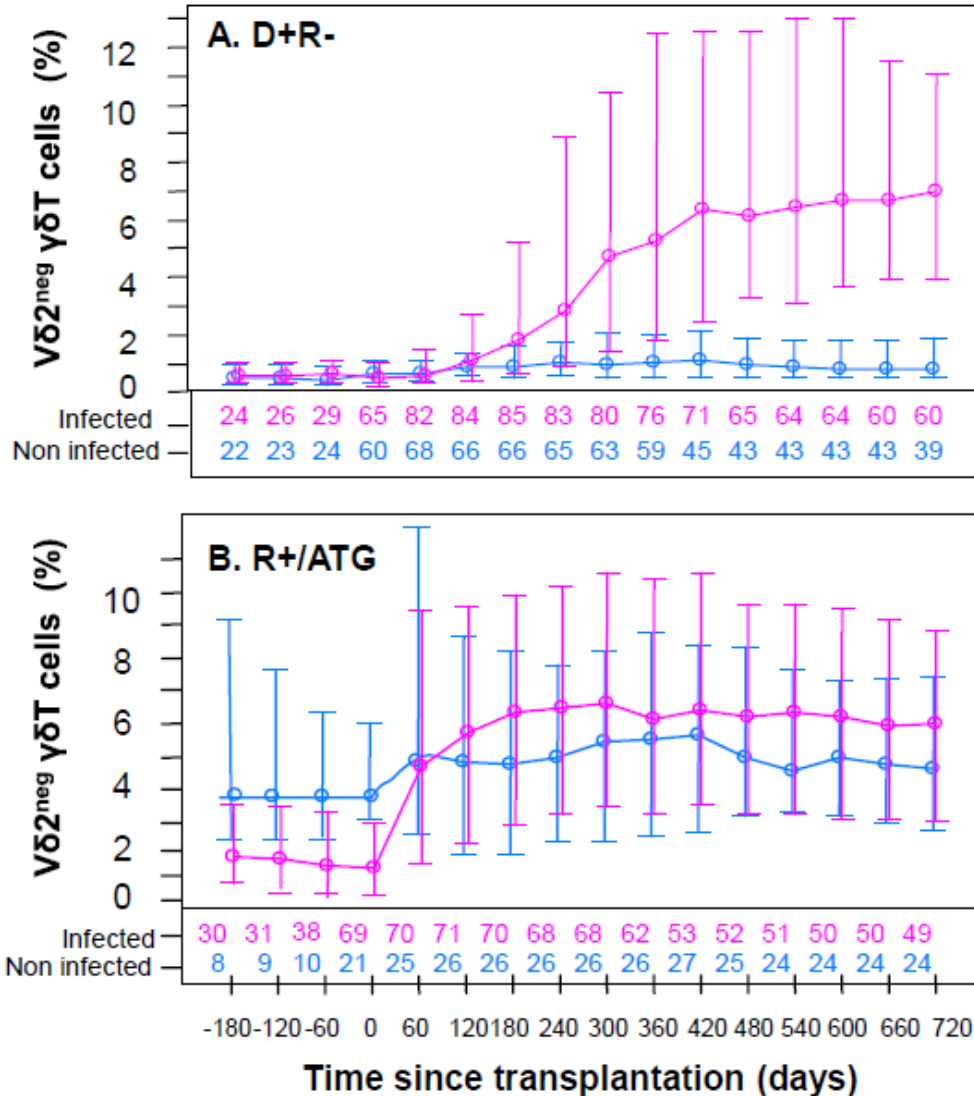 A. D+R-
Vδ2neg γδT cells (%)
12
10
8
6
4
2
0
Infected 24 26 29 65 82 84 85 83 80 76 71 65 64 64 60 60
Non infected 22 23 24 60 68 66 66 65 63 59 45 43 43 43 43 39
B. R+/ATG
Vδ2neg γδT cells (%)
10
8
6
4
2
0
Infected 30 31 38 69 70 71 70 68 68 62 53 52 51 50 50 49
Non infected 8 9 10 21 25 26 26 26 26 26 27 25 24 24 24 24
-180 -120 -60 0 60 120 180 240 300 360 420 480 540 600 660 720
Time since transplantation (days)